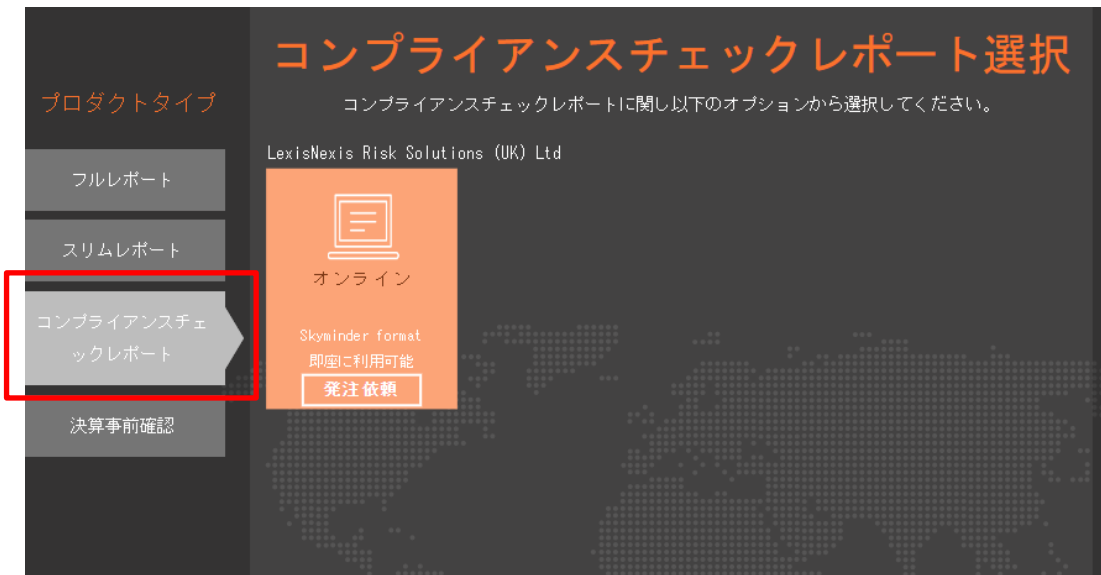 コンプライアンスチェックレポート選択
プロダクトタイプ
コンプライアンスチェックレポートに関し以下のオプションから選択してください。
LexisNexis Risk Solutions (UK) Ltd
フルレポート
スリムレポート
コンプライアンスチェ
ックレポート
決算事前確認
オンライン
Skyminder format
即座に利用可能
発注依頼